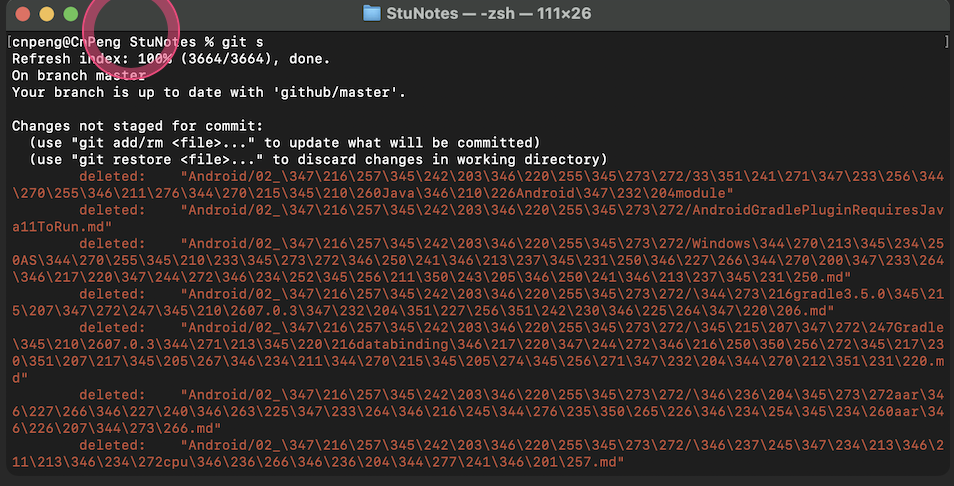 StuNotes — -zsh — 111×26
[cnpeng@CnPeng StuNotes % git s ]
Refresh index: 100% (3664/3664), done.
On branch master
Your branch is up to date with 'github/master'.
Changes not staged for commit:
(use "git add/rm <file>..." to update what will be committed)
(use "git restore <file>..." to discard changes in working directory)
deleted: "Android/02_\347\216\257\345\242\203\346\220\255\345\273\272/33\351\241\271\347\233\256\344
\270\255\346\211\276\344\270\215\345\210\260Java\346\210\226Android\347\232\204module"
deleted: "Android/02_\347\216\257\345\242\203\346\220\255\345\273\272/AndroidGradlePluginRequiresJav
a11ToRun.md"
deleted: "Android/02_\347\216\257\345\242\203\346\220\255\345\273\272/Windows\344\270\213\345\234\25
0AS\344\270\255\345\210\233\345\273\272\346\250\241\346\213\237\345\231\250\346\227\266\344\270\200\347\233\264
\346\217\220\347\244\272\346\234\252\345\256\211\350\243\205\346\250\241\346\213\237\345\231\250.md"
deleted: "Android/02_\347\216\257\345\242\203\346\220\255\345\273\272/\344\273\216gradle3.5.0\345\21
5\207\347\272\247\345\210\2607.0.3\347\232\204\351\227\256\351\242\230\346\225\264\347\220\206.md"
deleted: "Android/02_\347\216\257\345\242\203\346\220\255\345\273\272/\345\215\207\347\272\247Gradle
\345\210\2607.0.3\344\271\213\345\220\216databinding\346\217\220\347\244\272\346\216\250\350\256\272\345\217\23
0\351\207\217\345\205\267\346\234\211\344\270\215\345\205\274\345\256\271\347\232\204\344\270\212\351\231\220.m
d"
deleted: "Android/02_\347\216\257\345\242\203\346\220\255\345\273\272/\346\236\204\345\273\272aar\34
6\227\266\346\227\240\346\263\225\347\233\264\346\216\245\344\276\235\350\265\226\346\234\254\345\234\260aar\34
6\226\207\344\273\266.md"
deleted: "Android/02_\347\216\257\345\242\203\346\220\255\345\273\272/\346\237\245\347\234\213\346\2
11\213\346\234\272cpu\346\236\266\346\236\204\344\277\241\346\201\257.md"